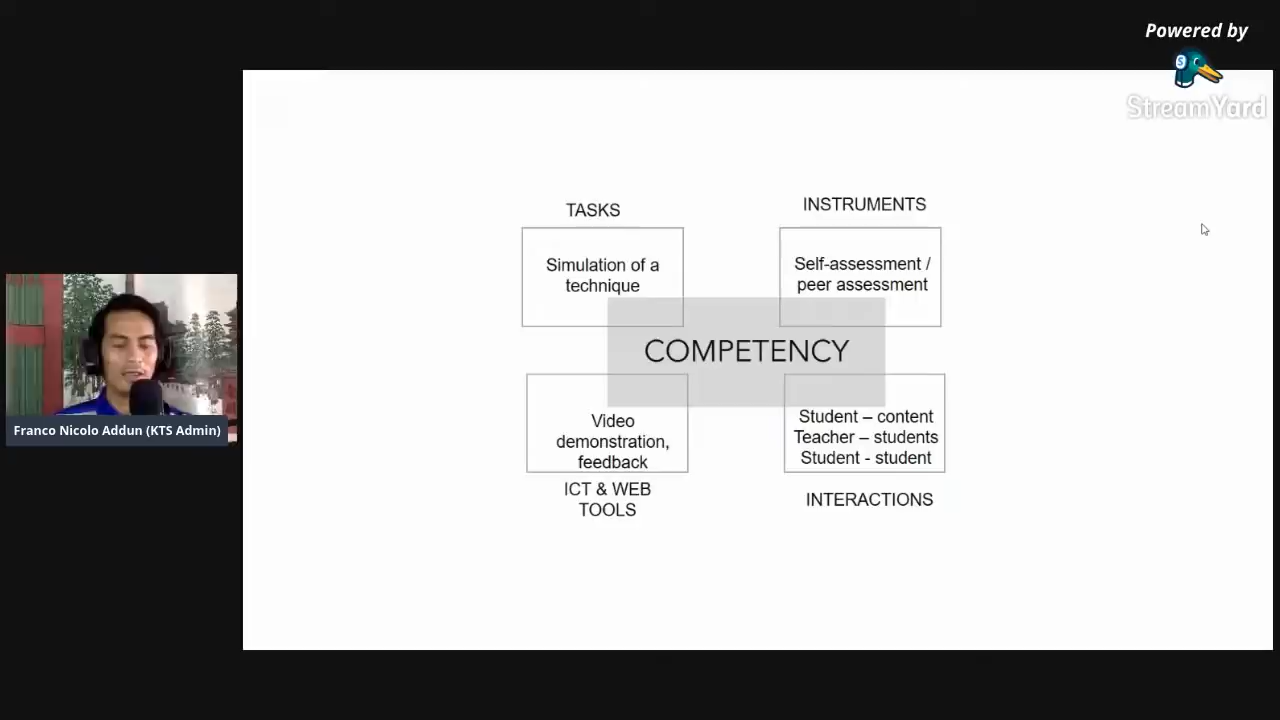 Powered by
StreamYard
TASKS
Simulation of a
technique
INSTRUMENTS
Self-assessment /
peer assessment
COMPETENCY
Video
demonstration,
feedback
ICT & WEB
TOOLS
Student – content
Teacher – students
Student - student
INTERACTIONS
Franco Nicolo Addun (KTS Admin)